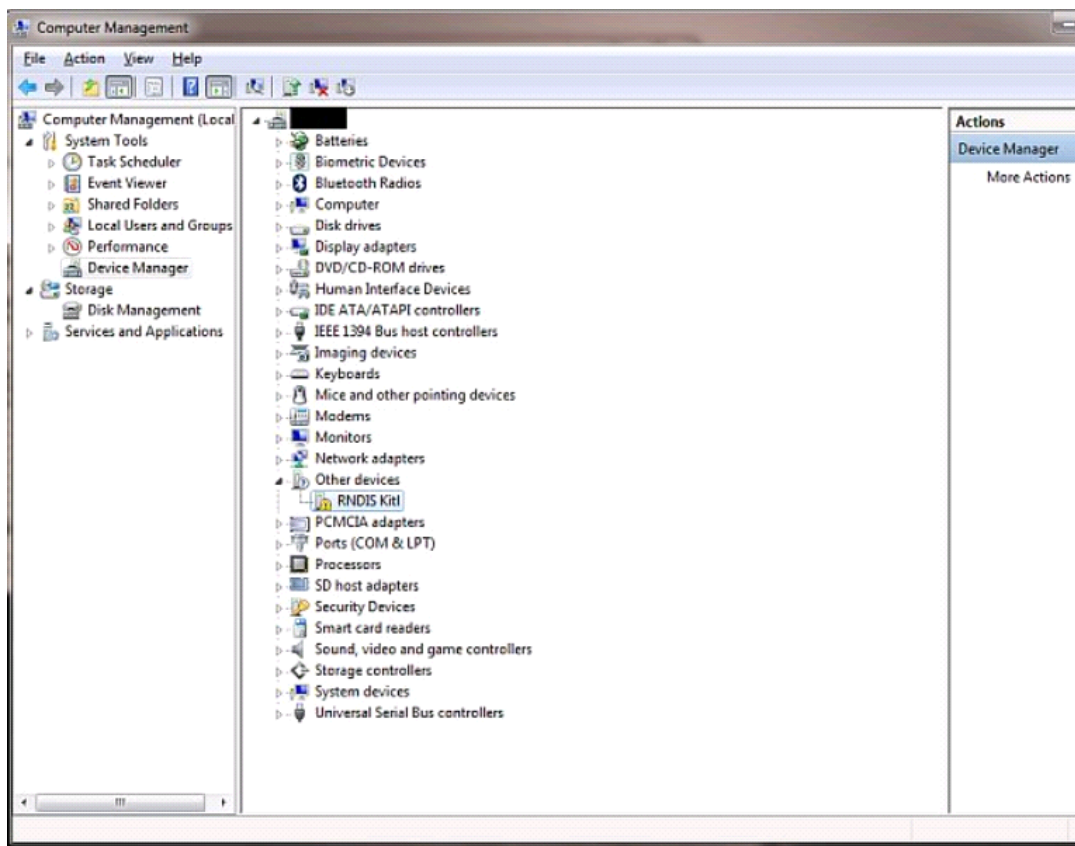 Computer Management
File Action View Help
Computer Management (Local
System Tools
Task Scheduler
Event Viewer
Shared Folders
Local Users and Groups
Performance
Device Manager
Storage
Disk Management
Services and Applications
Batteries
Biometric Devices
Bluetooth Radios
Computer
Disk drives
Display adapters
DVD/CD-ROM drives
Human Interface Devices
IDE ATA/ATAPI controllers
IEEE 1394 Bus host controllers
Imaging devices
Keyboards
Mice and other pointing devices
Modems
Monitors
Network adapters
Other devices
RNDIS Kitl
PCMCIA adapters
Ports (COM & LPT)
Processors
SD host adapters
Security Devices
Smart card readers
Sound, video and game controllers
Storage controllers
System devices
Universal Serial Bus controllers
Actions
Device Manager
More Actions